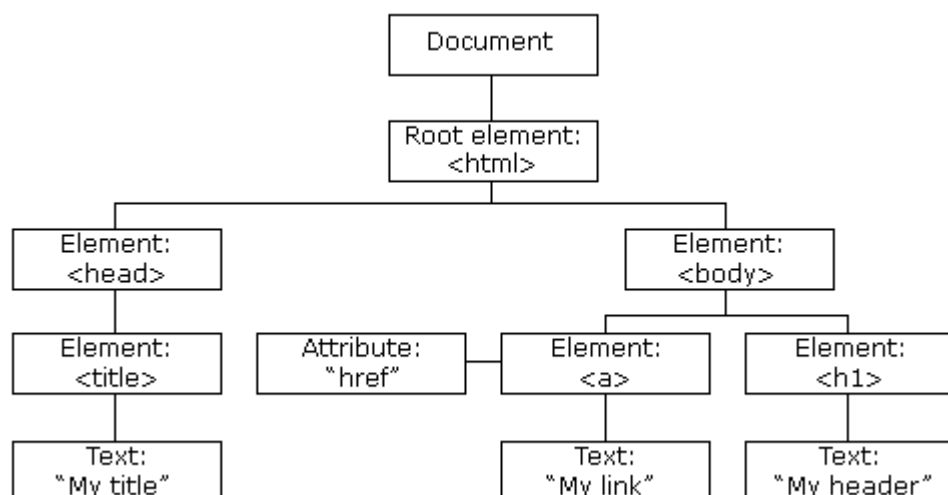 Document
Root element:
<html>
Element:
<head>
Element:
<body>
Element:
<title>
Attribute:
“href”
Element:
<a>
Element:
<h1>
Text:
“My title”
Text:
“My link”
Text:
“My header”